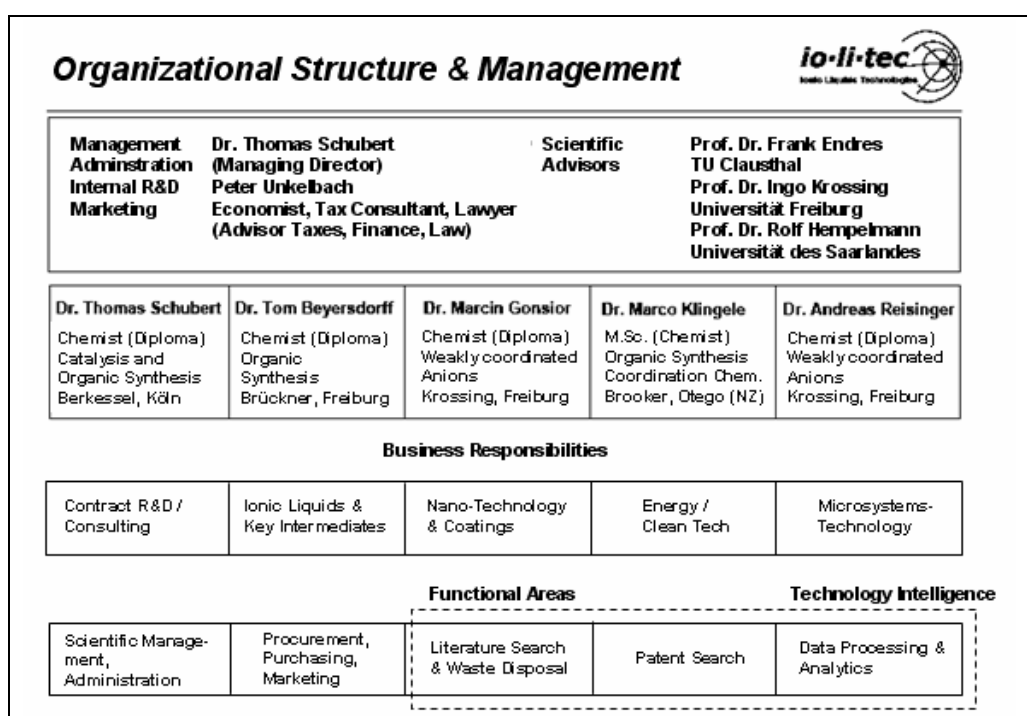 Organizational Structure & Management
io·li·tec
Ionic Liquids Technologies
Management
Adminstration
Internal R&D
Marketing
Dr. Thomas Schubert
(Managing Director)
Peter Unkelbach
Economist, Tax Consultant, Lawyer
(Advisor Taxes, Finance, Law)
Scientific
Advisors
Prof. Dr. Frank Endres
TU Clausthal
Prof. Dr. Ingo Krossing
Universität Freiburg
Prof. Dr. Rolf Hempelmann
Universität des Saarlandes
Dr. Thomas Schubert
Chemist (Diploma)
Catalysis and
Organic Synthesis
Berkessel, Köln
Dr. Tom Beyersdorff
Chemist (Diploma)
Organic
Synthesis
Brückner, Freiburg
Dr. Marcin Gonsior
Chemist (Diploma)
Weakly coordinated
Anions
Krossing, Freiburg
Dr. Marco Klingele
M.Sc. (Chemist)
Organic Synthesis
Coordination Chem.
Brooker, Otego (NZ)
Dr. Andreas Reisinger
Chemist (Diploma)
Weakly coordinated
Anions
Krossing, Freiburg
Business Responsibilities
Contract R&D /
Consulting
Ionic Liquids &
Key Intermediates
Nano-Technology
& Coatings
Energy /
Clean Tech
Microsystems-
Technology
Functional Areas
Technology Intelligence
Scientific Manage-
ment,
Administration
Procurement,
Purchasing,
Marketing
Literature Search
& Waste Disposal
Patent Search
Data Processing &
Analytics